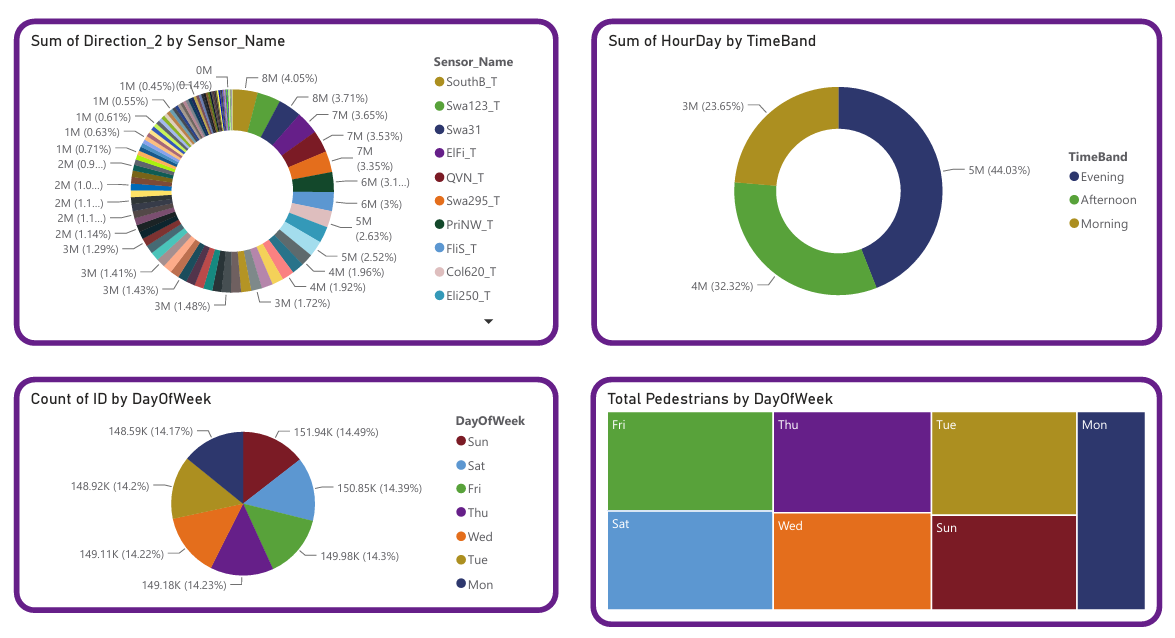 Sum of Direction_2 by Sensor_Name
0M
1M (0.45%)
(0.14%)
1M (0.55%)
1M (0.61%)
1M (0.63%)
1M (0.71%)
2M (0.9...)
2M (1.0...)
2M (1.1...)
2M (1.1...)
2M (1.14%)
3M (1.29%)
3M (1.41%)
3M (1.43%)
3M (1.48%)
8M (4.05%)
8M (3.71%)
7M (3.65%)
7M (3.53%)
7M
(3.35%)
6M (3.1...)
6M (3%)
5M
(2.63%)
5M (2.52%)
4M (1.96%)
4M (1.92%)
3M (1.72%)
Sensor_Name
SouthB_T
Swa123_T
Swa31
ElFi_T
QVN_T
Swa295_T
PriNW_T
FliS_T
Col620_T
Eli250_T
Sum of HourDay by TimeBand
3M (23.65%)
5M (44.03%)
4M (32.32%)
TimeBand
Evening
Afternoon
Morning
Count of ID by DayOfWeek
148.59K (14.17%)
151.94K (14.49%)
148.92K (14.2%)
150.85K (14.39%)
149.11K (14.22%)
149.98K (14.3%)
149.18K (14.23%)
DayOfWeek
Sun
Sat
Fri
Thu
Wed
Tue
Mon
Total Pedestrians by DayOfWeek
Fri
Thu
Tue
Mon
Sat
Wed
Sun